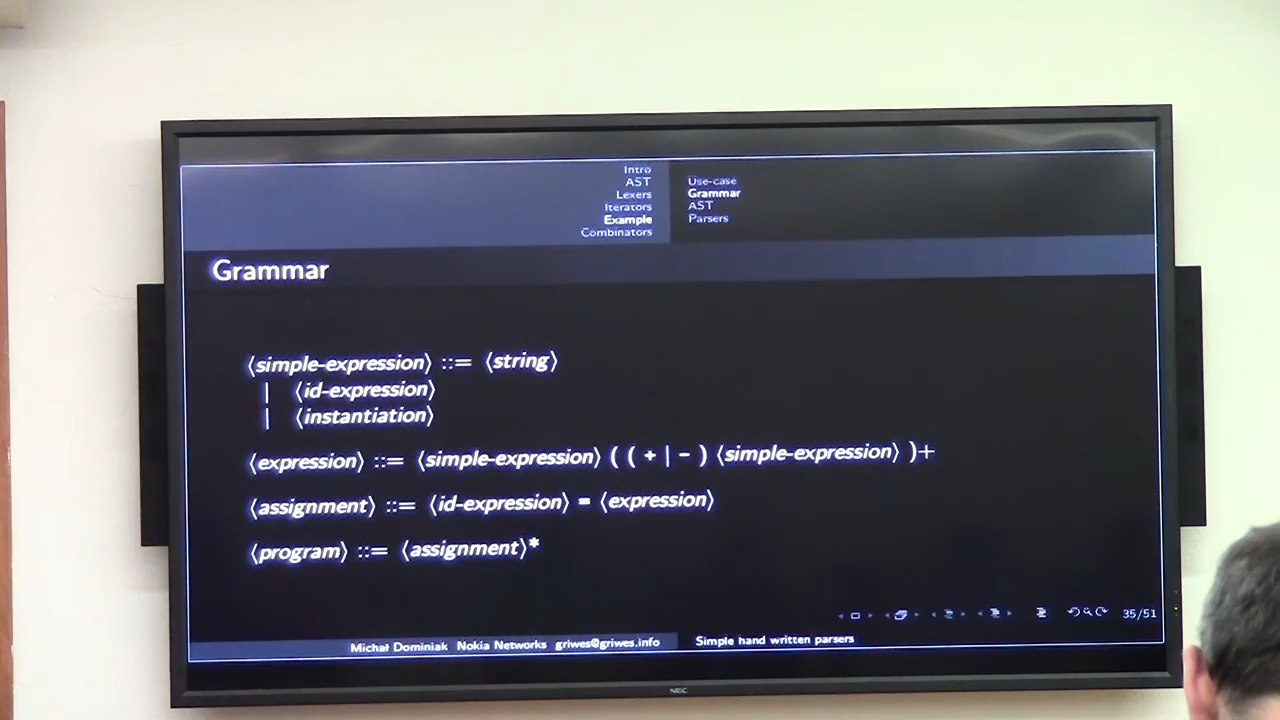 Intro
AST
Lexers
Iterators
Example
Combinators
Use-case
Grammar
AST
Parsers
Grammar
⟨simple-expression⟩ ::= ⟨string⟩
| ⟨id-expression⟩
| ⟨instantiation⟩
⟨expression⟩ ::= ⟨simple-expression⟩ ( ( + | - ) ⟨simple-expression⟩ )+
⟨assignment⟩ ::= ⟨id-expression⟩ = ⟨expression⟩
⟨program⟩ ::= ⟨assignment⟩*
35/51
Michał Dominiak Nokia Networks griwes@griwes.info
Simple hand written parsers
NEC